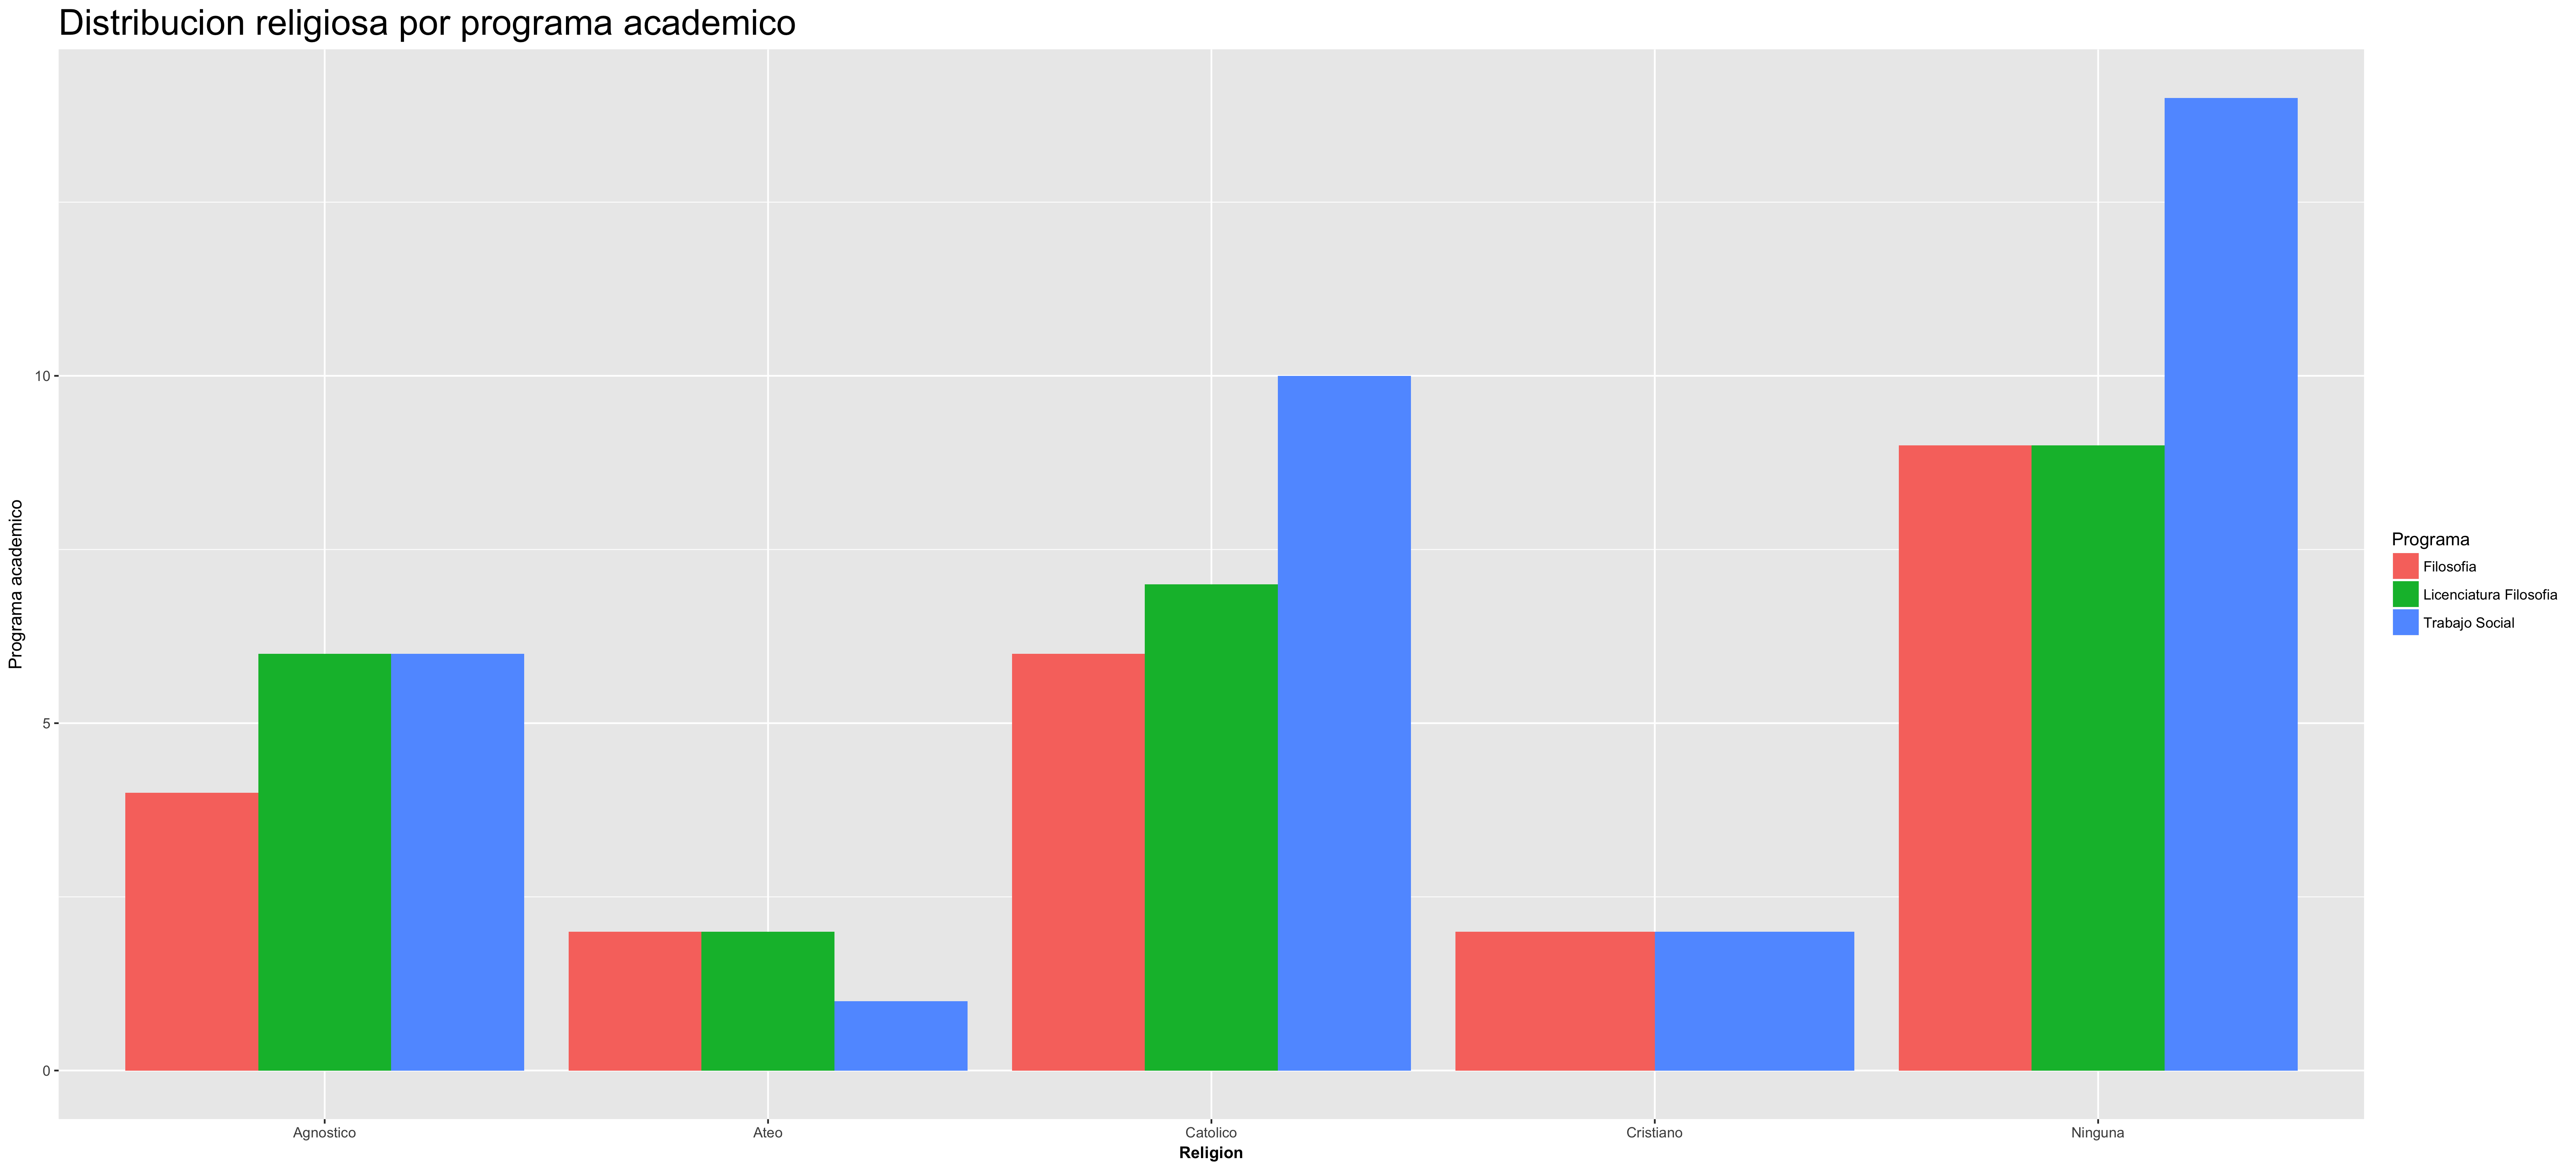 Distribucion religiosa por programa academico
Programa academico
10
5
0
Agnostico
Ateo
Catolico
Cristiano
Ninguna
Religion
Programa
Filosofia
Licenciatura Filosofia
Trabajo Social